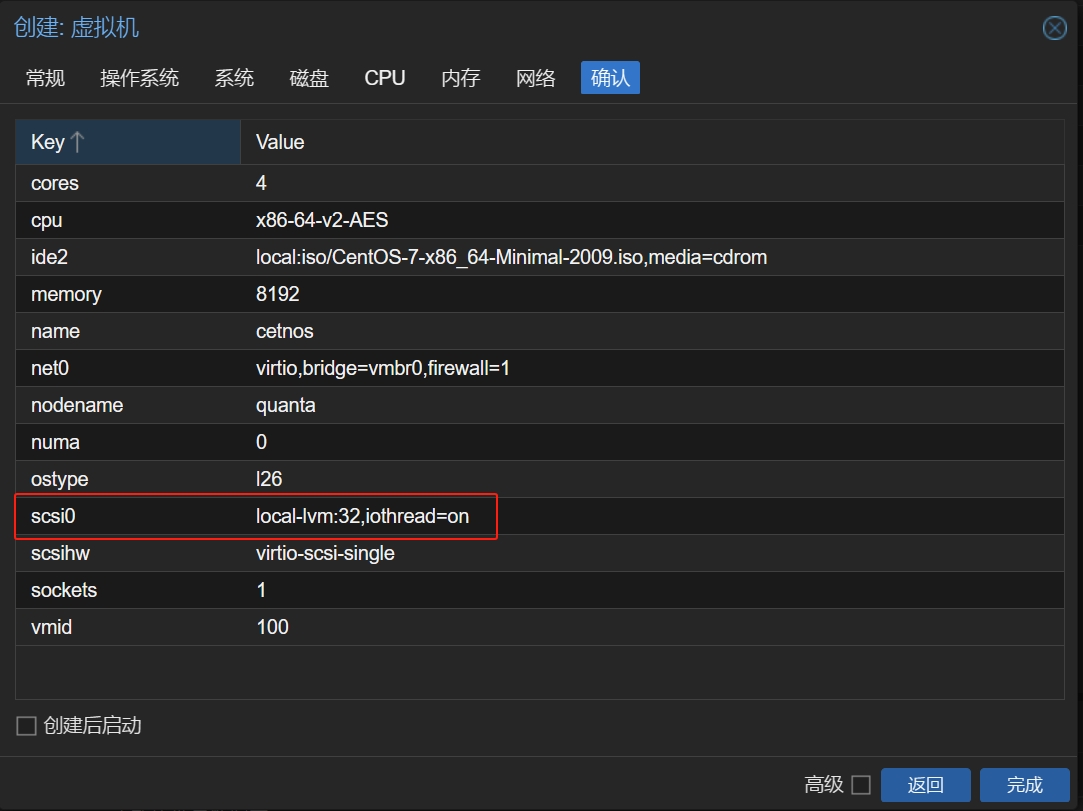 创建: 虚拟机
常规 操作系统 系统 磁盘 CPU 内存 网络 确认
Key Value
cores 4
cpu x86-64-v2-AES
ide2 local:iso/CentOS-7-x86_64-Minimal-2009.iso,media=cdrom
memory 8192
name cetnos
net0 virtio,bridge=vmbr0,firewall=1
nodename quanta
numa 0
ostype l26
scsi0 local-lvm:32,iothread=on
scsihw virtio-scsi-single
sockets 1
vmid 100
创建后启动
高级 返回 完成